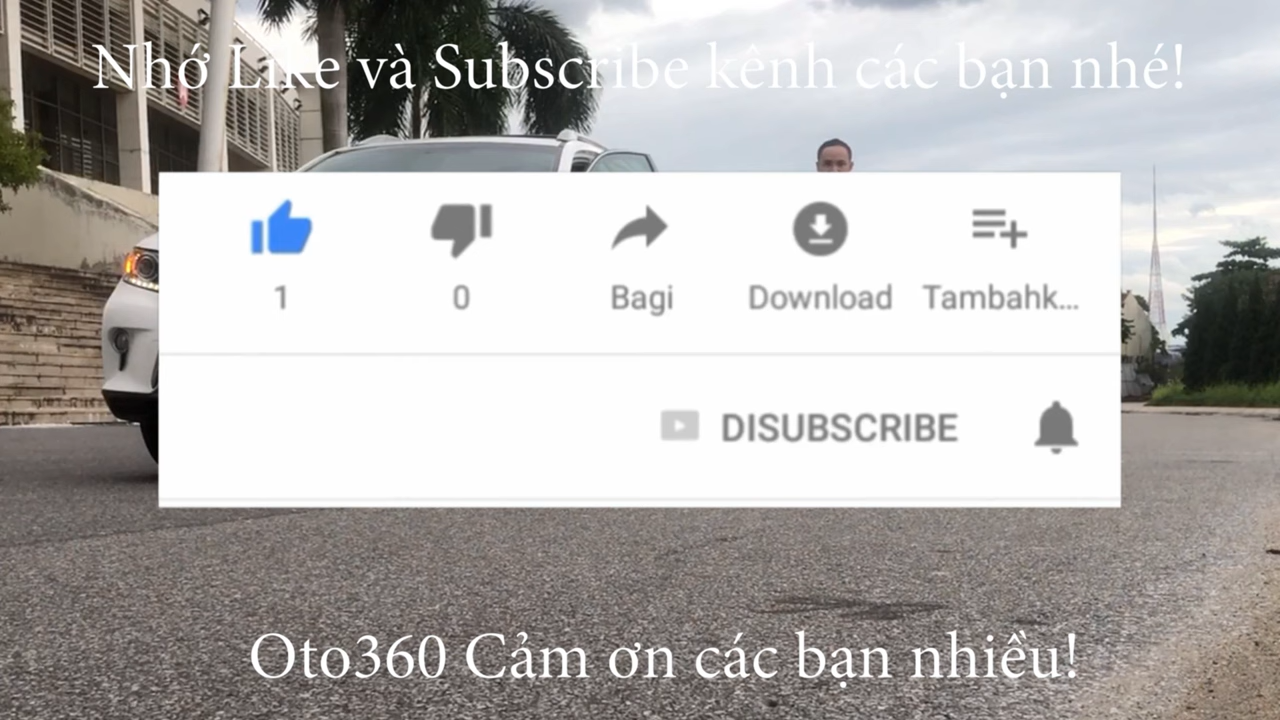 Nhớ Like và Subscribe kênh các bạn nhé!
1
0
Bagi
Download
Tambahk...
DISUBSCRIBE
Oto360 Cảm ơn các bạn nhiều!